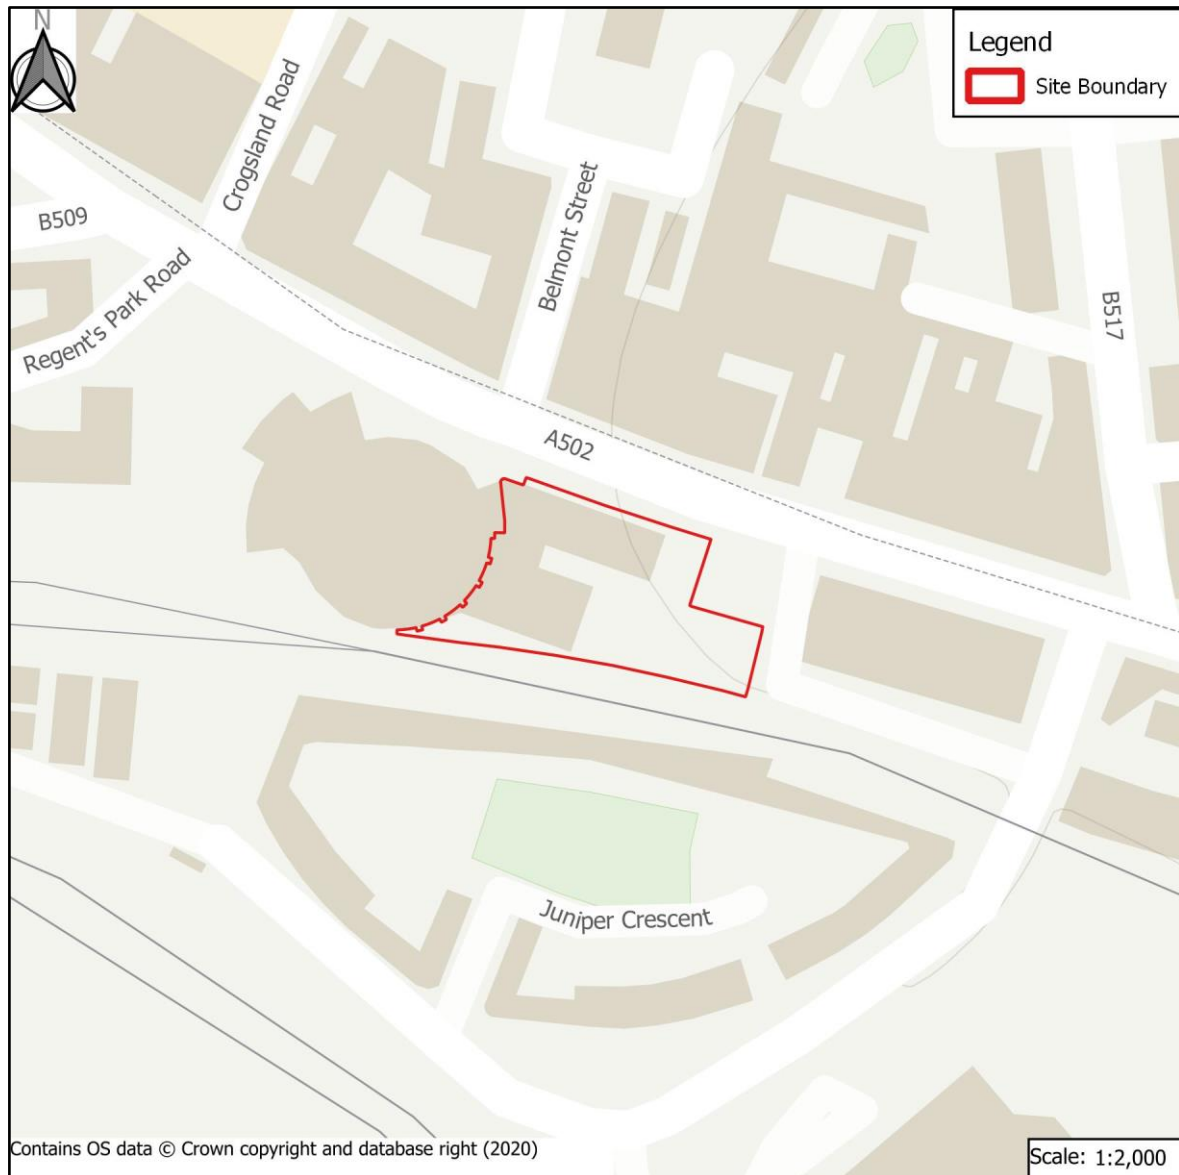 N
Legend
Site Boundary
Crogsland Road
B509
Regent's Park Road
Belmont Street
B517
A502
Juniper Crescent
Contains OS data © Crown copyright and database right (2020)
Scale: 1:2,000